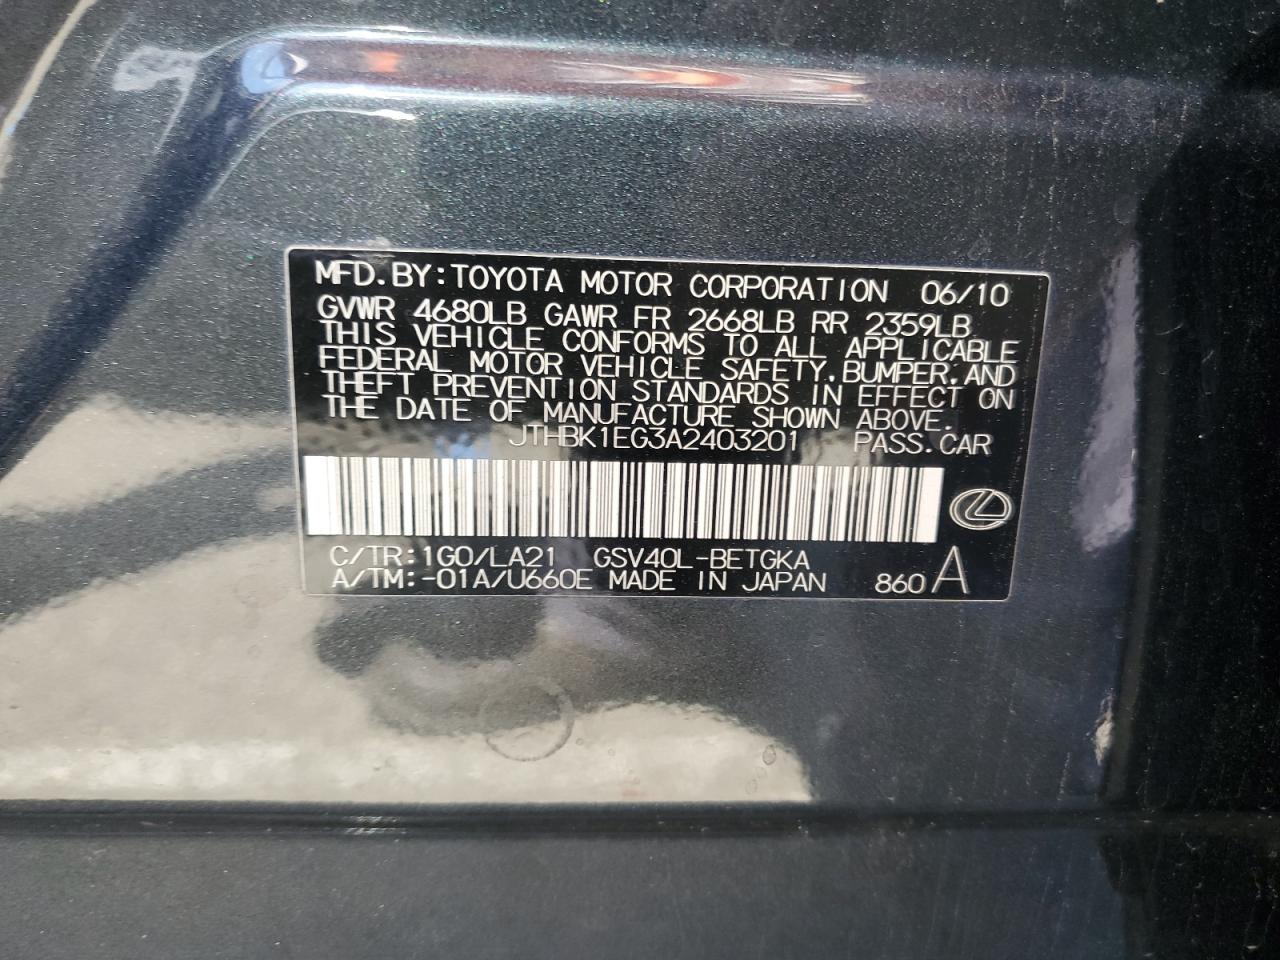 MFD.BY:TOYOTA MOTOR CORPORATION 06/10
GVWR 4680LB GAWR FR 2668LB RR 2359LB
THIS VEHICLE CONFORMS TO ALL APPLICABLE
FEDERAL MOTOR VEHICLE SAFETY,BUMPER,AND
THEFT PREVENTION STANDARDS IN EFFECT ON
THE DATE OF MANUFACTURE SHOWN ABOVE.
JTHBK1EG3A2403201 PASS.CAR
C/TR:1G0/LA21 GSV40L-BETGKA
A/TM:-01A/U660E MADE IN JAPAN 860 A